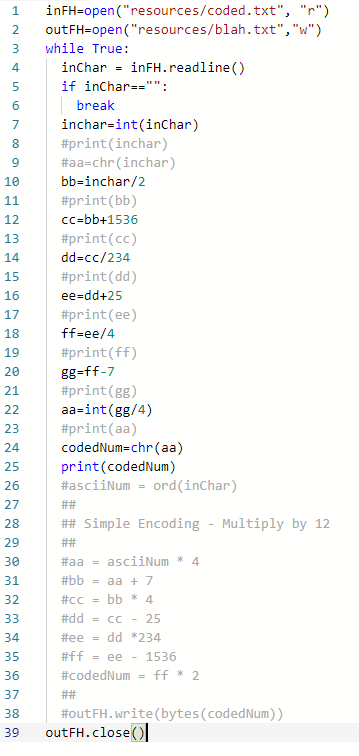 1 inFH=open("resources/coded.txt", "r")
2 outFH=open("resources/blah.txt","w")
3 while True:
4   inChar = inFH.readline()
5   if inChar=="":
6     break
7   inchar=int(inChar)
8   #print(inchar)
9   #aa=chr(inchar)
10   bb=inchar/2
11   #print(bb)
12   cc=bb+1536
13   #print(cc)
14   dd=cc/234
15   #print(dd)
16   ee=dd+25
17   #print(ee)
18   ff=ee/4
19   #print(ff)
20   gg=ff-7
21   #print(gg)
22   aa=int(gg/4)
23   #print(aa)
24   codedNum=chr(aa)
25   print(codedNum)
26   #asciiNum = ord(inChar)
27   ##
28   ## Simple Encoding - Multiply by 12
29   ##
30   #aa = asciiNum * 4
31   #bb = aa + 7
32   #cc = bb * 4
33   #dd = cc - 25
34   #ee = dd *234
35   #ff = ee - 1536
36   #codedNum = ff * 2
37   ##
38   #outFH.write(bytes(codedNum))
39 outFH.close()